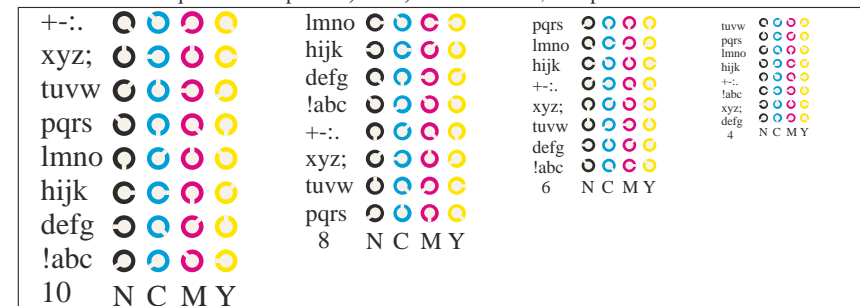 +-:.
xyz;
tuvw
pqrs
lmno
hijk
defg
!abc
10 N C M Y
lmno
hijk
defg
!abc
+-:.
xyz;
tuvw
pqrs
8 N C M Y
pqrs
lmno
hijk
+-:.
xyz;
tuvw
defg
!abc
6 N C M Y
tuvw
pqrs
lmno
hijk
+-:.
!abc
xyz;
defg
4 N C M Y